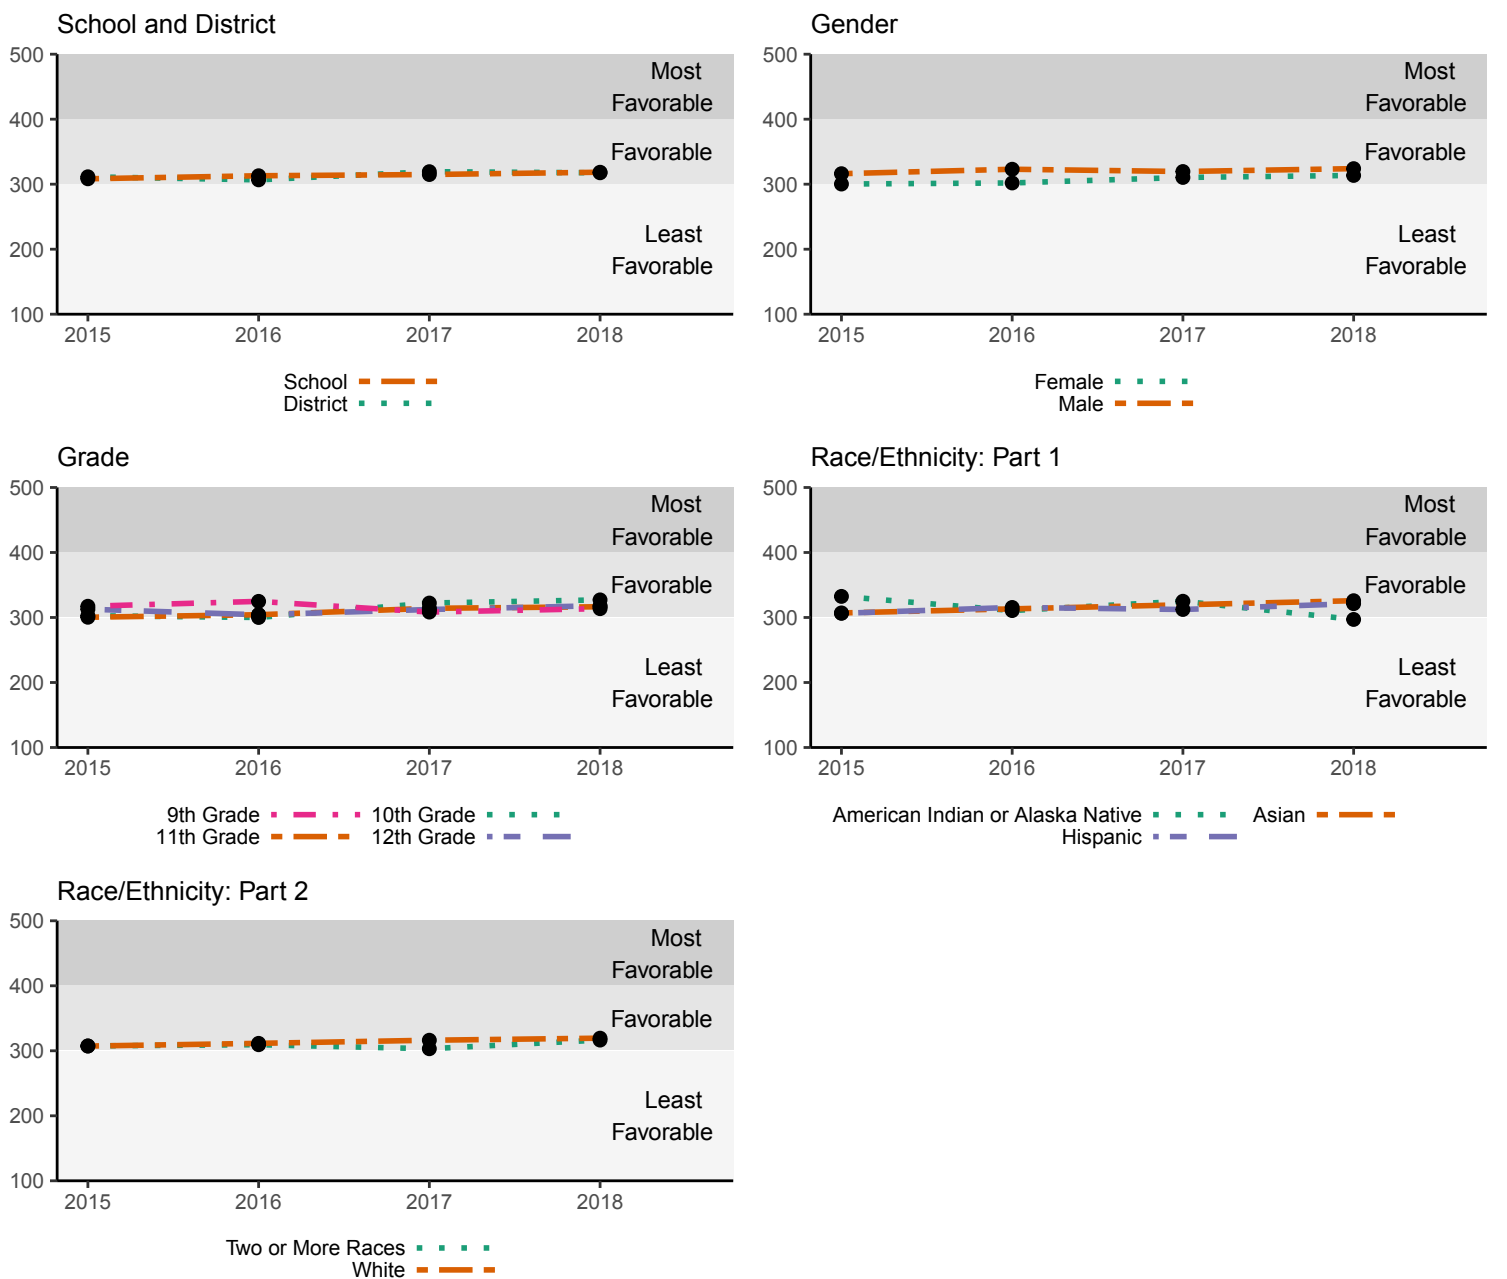 School and District
500
400
300
200
100
Most
Favorable
Favorable
Least
Favorable
2015 2016 2017 2018
School
District
Gender
500
400
300
200
100
Most
Favorable
Favorable
Least
Favorable
2015 2016 2017 2018
Female
Male
Grade
500
400
300
200
100
Most
Favorable
Favorable
Least
Favorable
2015 2016 2017 2018
9th Grade 10th Grade
11th Grade 12th Grade
Race/Ethnicity: Part 1
500
400
300
200
100
Most
Favorable
Favorable
Least
Favorable
2015 2016 2017 2018
American Indian or Alaska Native Asian
Hispanic
Race/Ethnicity: Part 2
500
400
300
200
100
Most
Favorable
Favorable
Least
Favorable
2015 2016 2017 2018
Two or More Races
White